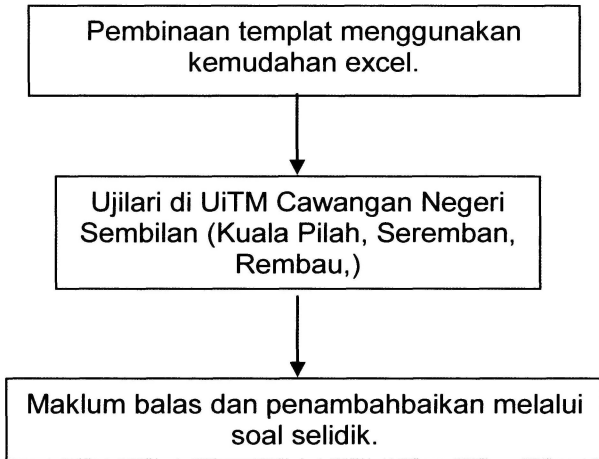 Pembinaan templat menggunakan
kemudahan excel.
Ujilari di UiTM Cawangan Negeri
Sembilan (Kuala Pilah, Seremban,
Rembau,)
Maklum balas dan penambahbaikan melalui
soal selidik.